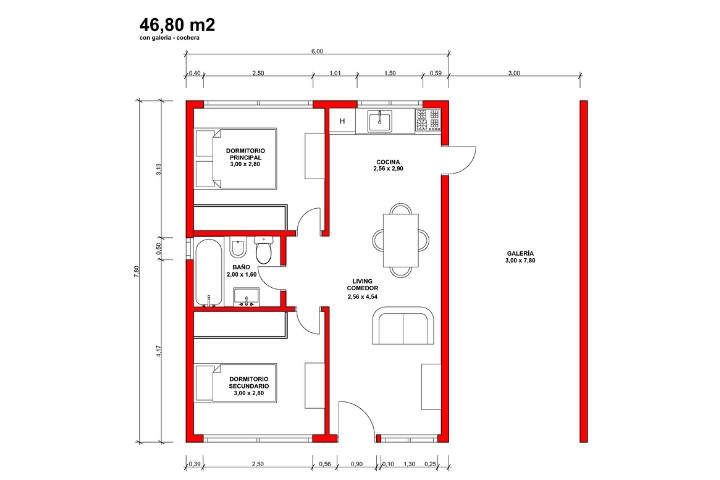 46,80 m2
con galería - cochera
6,00
0,40 2,50 1,01 1,50 0,59 3,00
H
DORMITORIO
PRINCIPAL
3,00 x 2,80
COCINA
2,56 x 2,90
3,13
0,50
BAÑO
2,00 x 1,60
GALERÍA
3,00 x 7,80
7,80
LIVING
COMEDOR
2,56 x 4,54
4,17
DORMITORIO
SECUNDARIO
3,00 x 2,80
0,39 2,50 0,56 0,90 0,10 1,30 0,25